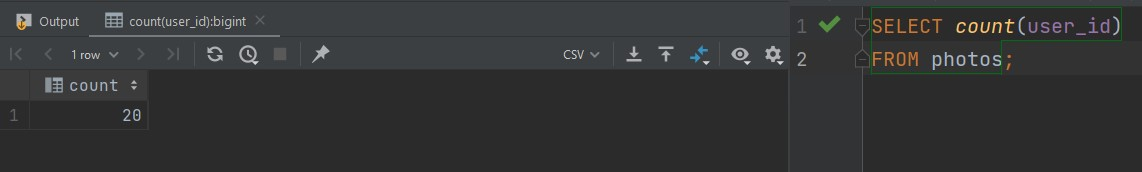 Output
count(user_id):bigint
1 row
CSV
count
1
20
1 SELECT count(user_id)
2 FROM photos;